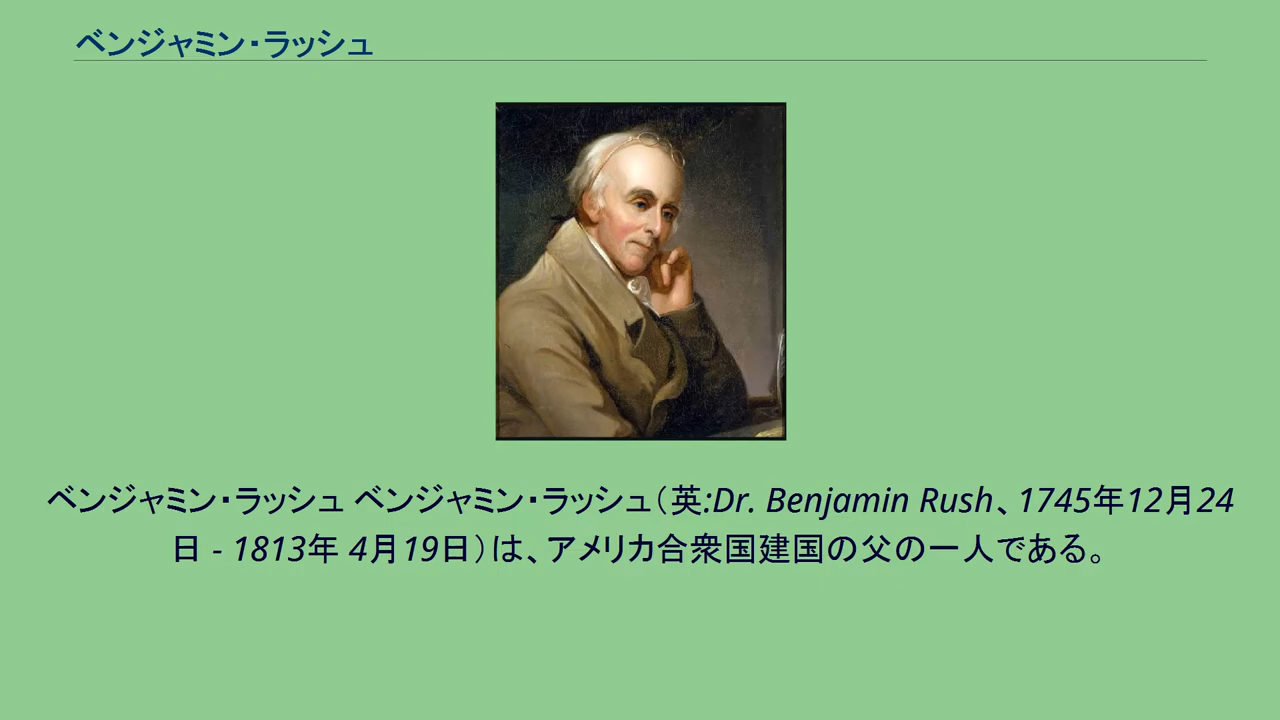 ベンジャミン・ラッシュ
ベンジャミン・ラッシュ ベンジャミン・ラッシュ（英:Dr. Benjamin Rush、1745年12月24
日 - 1813年 4月19日）は、アメリカ合衆国建国の父の一人である。